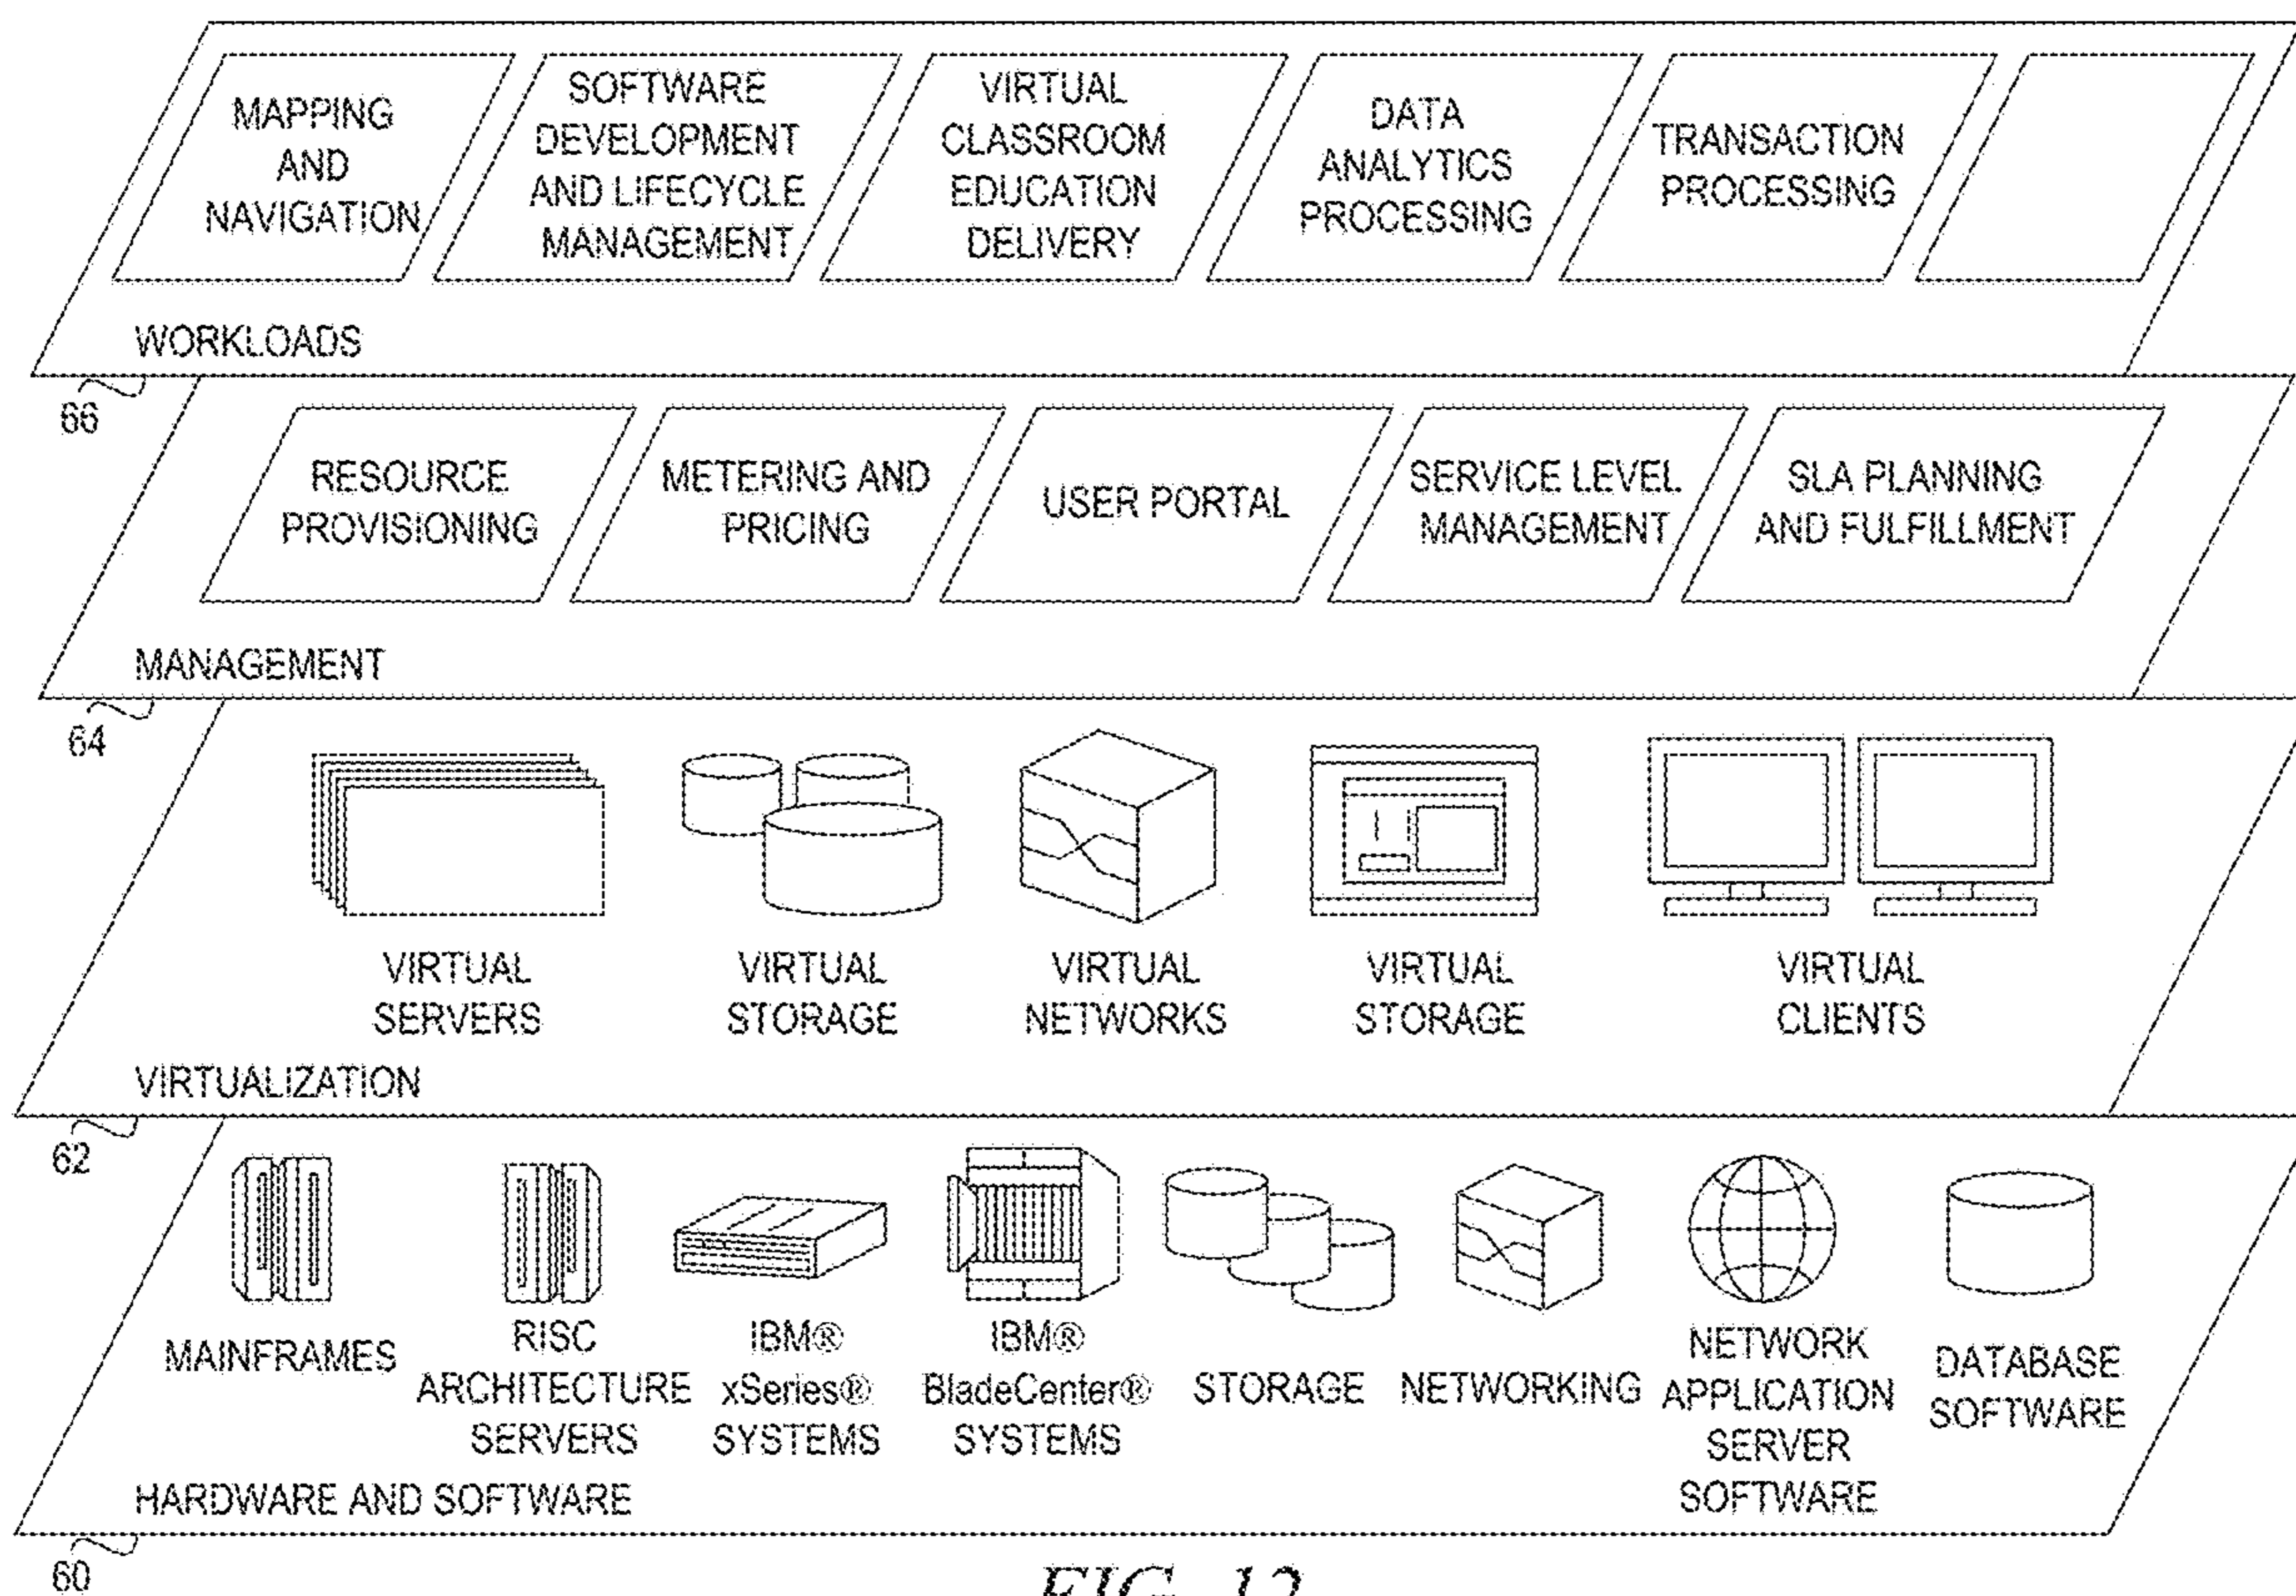 MAPPING
AND
NAVIGATION
SOFTWARE
DEVELOPMENT
AND LIFECYCLE
MANAGEMENT
VIRTUAL
CLASSROOM
EDUCATION
DELIVERY
DATA
ANALYTICS
PROCESSING
TRANSACTION
PROCESSING
WORKLOADS
66
RESOURCE
PROVISIONING
METERING AND
PRICING
USER PORTAL
SERVICE LEVEL
MANAGEMENT
SLA PLANNING
AND FULFILLMENT
MANAGEMENT
64
VIRTUAL
SERVERS
VIRTUAL
STORAGE
VIRTUAL
NETWORKS
VIRTUAL
STORAGE
VIRTUAL
CLIENTS
VIRTUALIZATION
62
MAINFRAMES
RISC
ARCHITECTURE
SERVERS
IBM®
xSeries®
SYSTEMS
IBM®
BladeCenter®
SYSTEMS
STORAGE
NETWORKING
NETWORK
APPLICATION
SERVER
SOFTWARE
DATABASE
SOFTWARE
HARDWARE AND SOFTWARE
60
FIG. 12